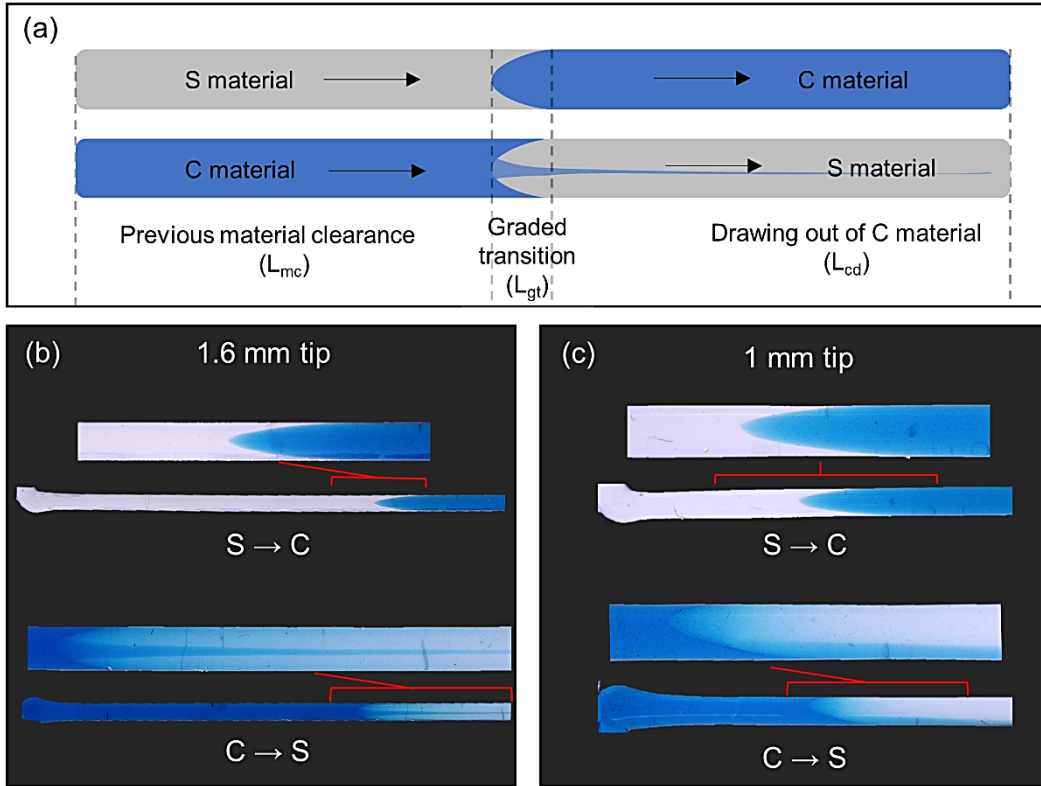 (a)
S material
C material
C material
S material
Previous material clearance
(Lmc)
Graded
transition
(Lgt)
Drawing out of C material
(Lcd)
(b)
1.6 mm tip
S → C
C → S
(c)
1 mm tip
S → C
C → S